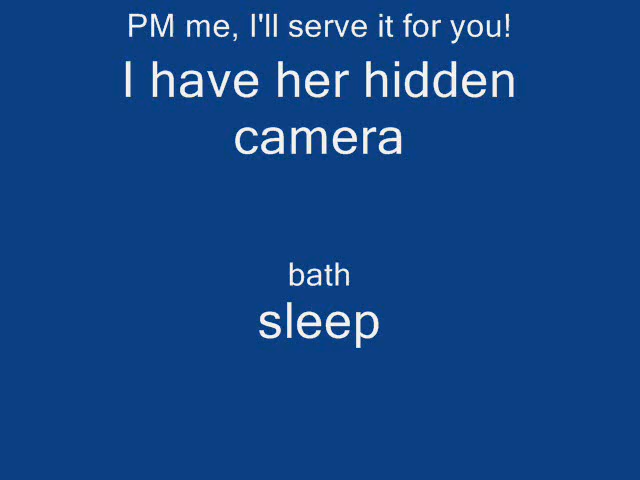 PM me, I'll serve it for you!
I have her hidden
camera
bath
sleep